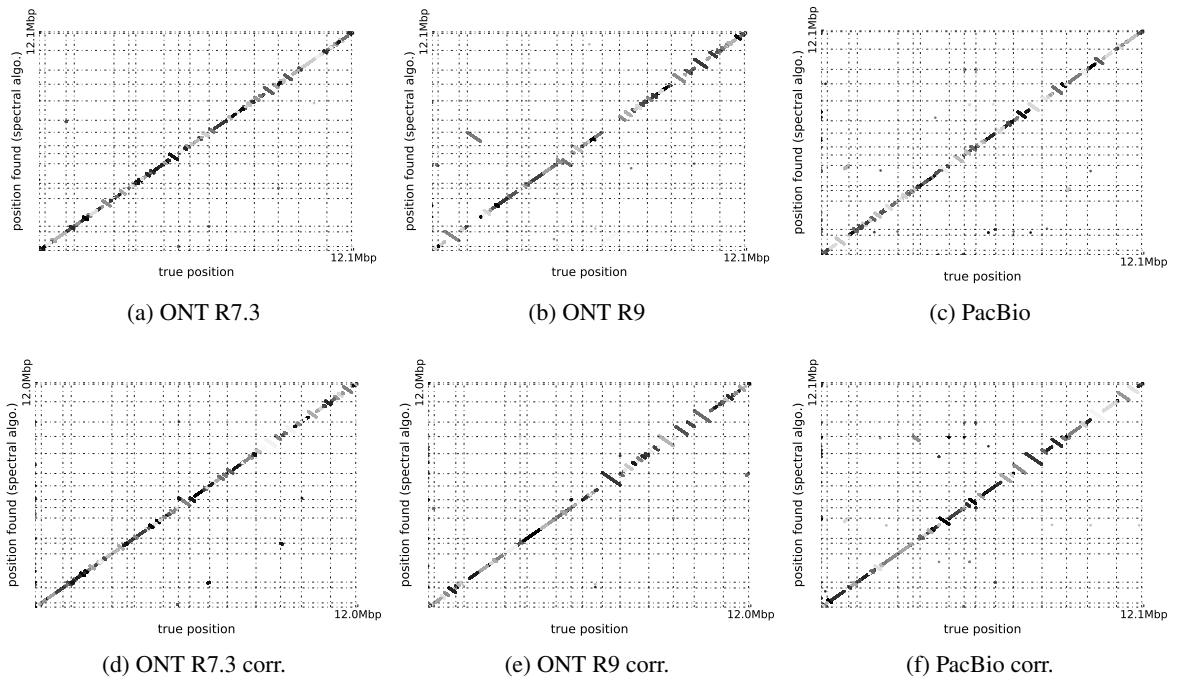 12.1Mbp
position found (spectral algo.)
12.1Mbp
true position
(a) ONT R7.3
12.1Mbp
position found (spectral algo.)
12.1Mbp
true position
(b) ONT R9
12.1Mbp
position found (spectral algo.)
12.1Mbp
true position
(c) PacBio
12.0Mbp
position found (spectral algo.)
12.0Mbp
true position
(d) ONT R7.3 corr.
12.0Mbp
position found (spectral algo.)
12.0Mbp
true position
(e) ONT R9 corr.
12.1Mbp
position found (spectral algo.)
12.1Mbp
true position
(f) PacBio corr.